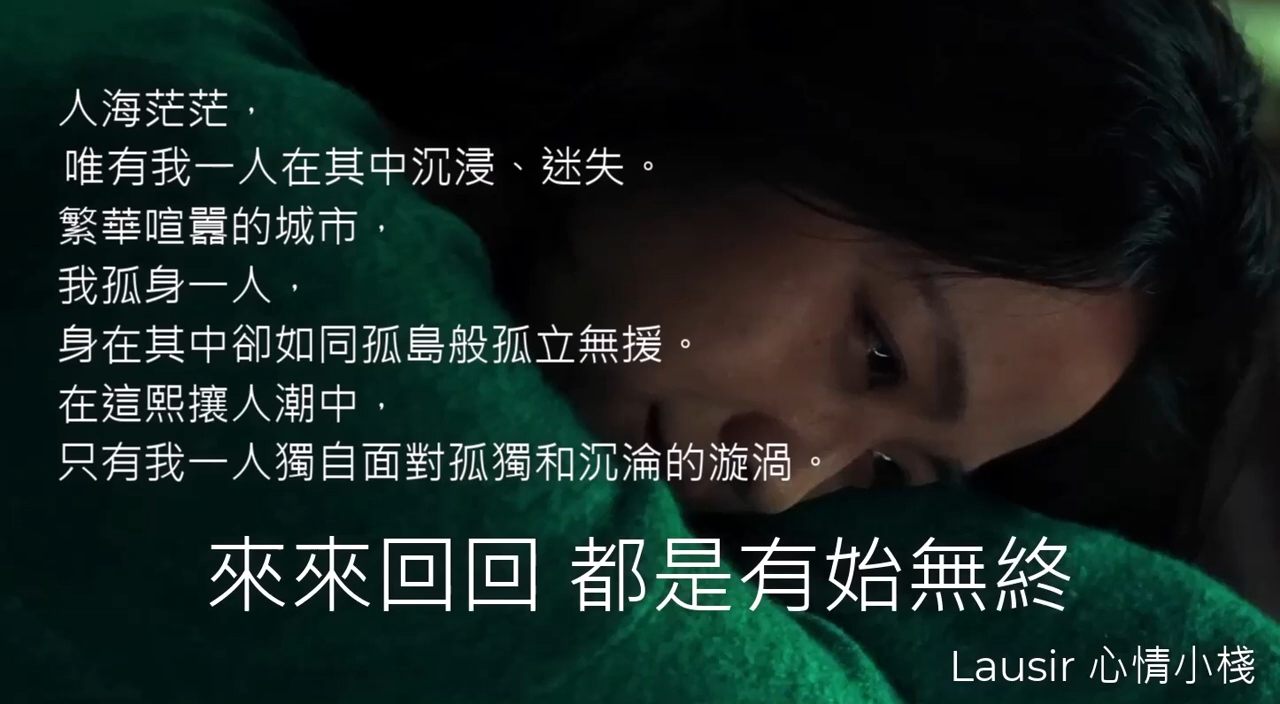 人海茫茫，
唯有我一人在其中沉浸、迷失。
繁華喧囂的城市，
我孤身一人，
身在其中卻如同孤島般孤立無援。
在這熙攘人潮中，
只有我一人獨自面對孤獨和沉淪的漩渦。
來來回回 都是有始無終
Lausir 心情小棧